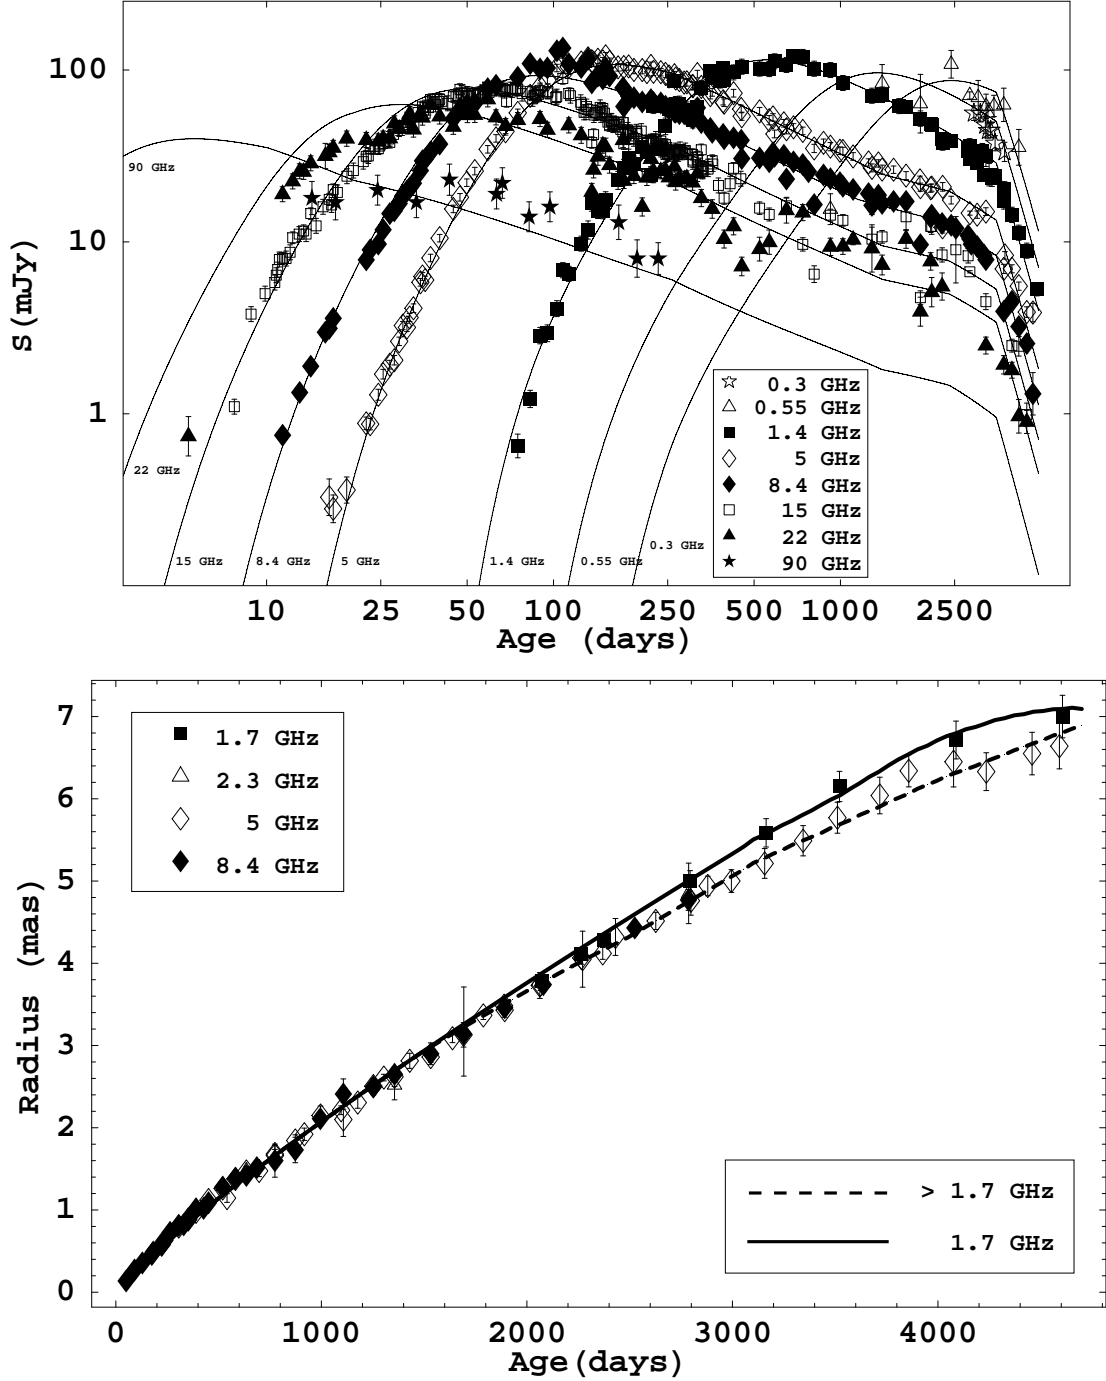 100
10
1
S(mJy)
90 GHz
22 GHz
15 GHz
8.4 GHz
5 GHz
1.4 GHz
0.55 GHz
0.3 GHz
0.3 GHz
0.55 GHz
1.4 GHz
5 GHz
8.4 GHz
15 GHz
22 GHz
90 GHz
10 25 50 100 250 500 1000 2500
Age (days)
7
6
5
4
3
2
1
0
Radius (mas)
1.7 GHz
2.3 GHz
5 GHz
8.4 GHz
> 1.7 GHz
1.7 GHz
0 1000 2000 3000 4000
Age(days)